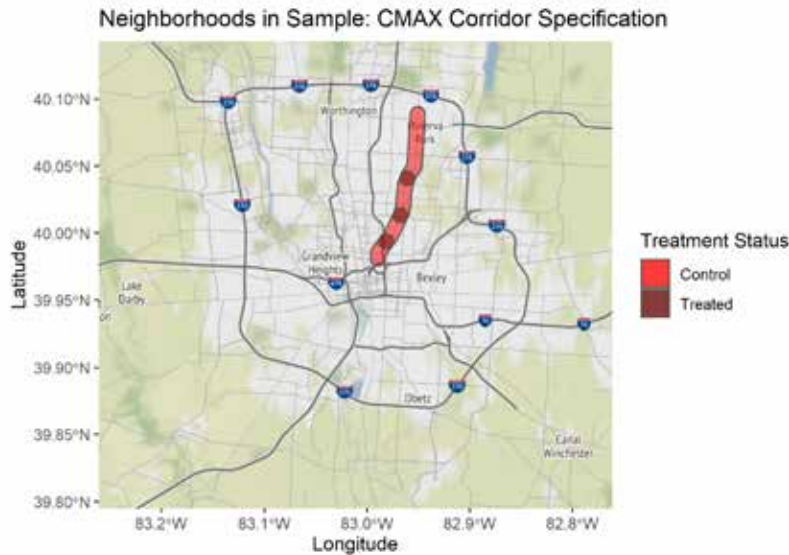 Neighborhoods in Sample: CMAX Corridor Specification
40.10°N
40.05°N
40.00°N
39.95°N
39.90°N
39.85°N
39.80°N
Latitude
Worthington
Minerva
Park
Grandview
Heights
Bexley
Lake
Darby
Obetz
Canal
Winchester
83.2°W
83.1°W
83.0°W
82.9°W
82.8°W
Longitude
Treatment Status
Control
Treated